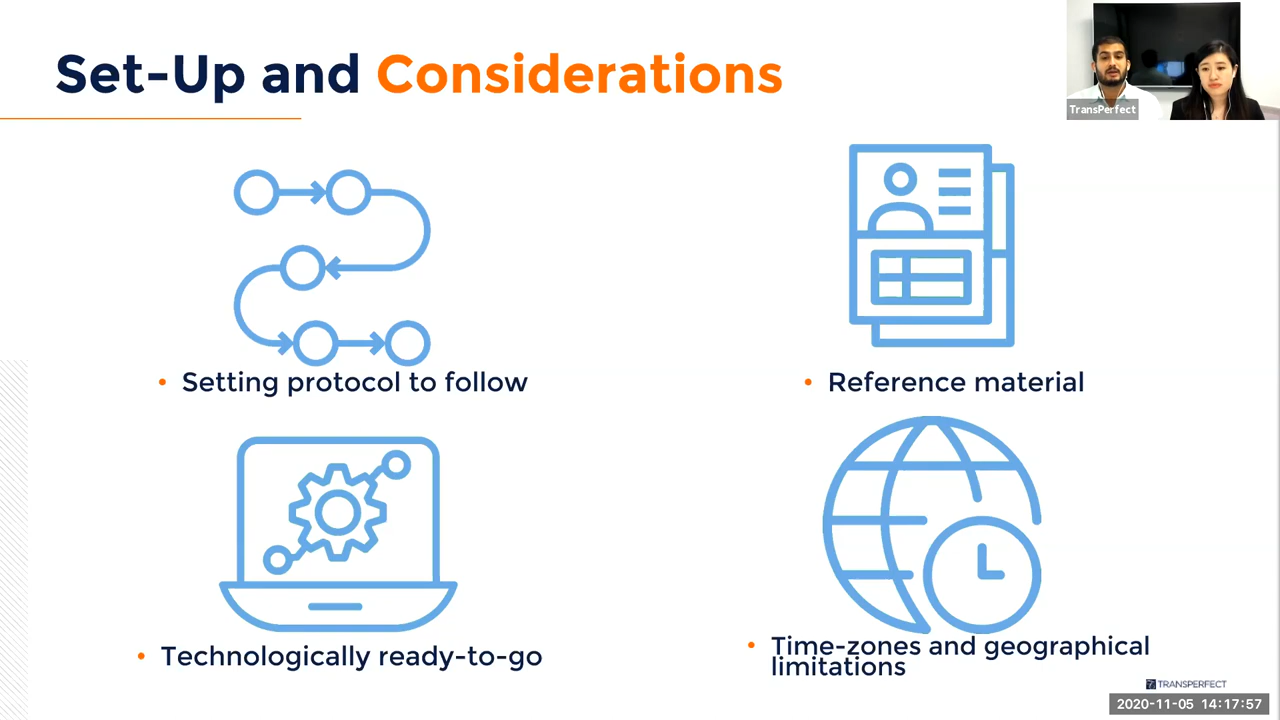 Set-Up and Considerations
TransPerfect
• Setting protocol to follow
• Reference material
• Technologically ready-to-go
• Time-zones and geographical
limitations
TRANSPERFECT
2020-11-05 14:17:57